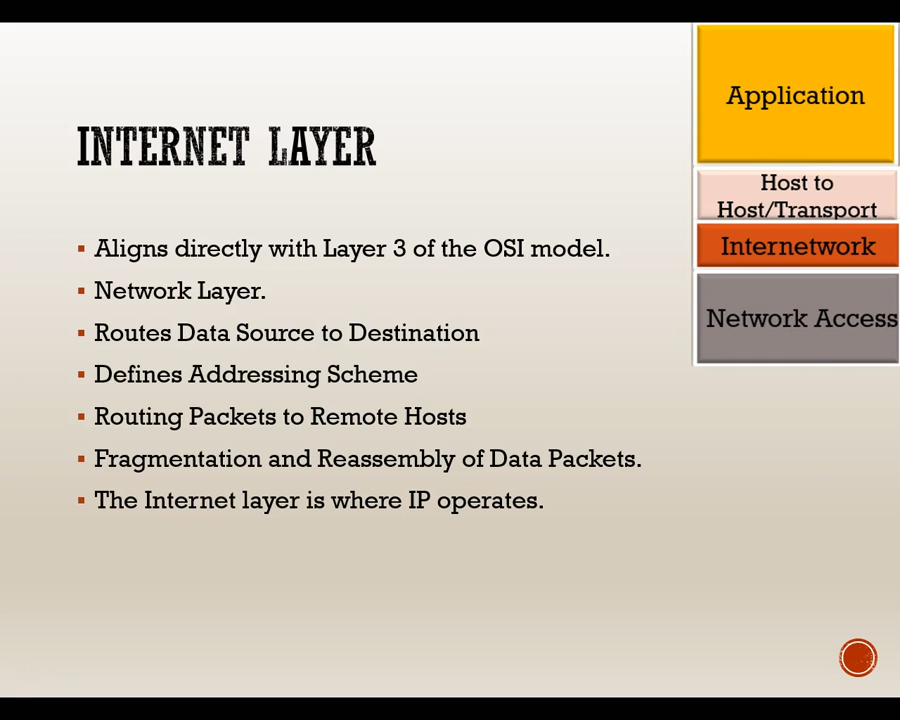 INTERNET LAYER
▪ Aligns directly with Layer 3 of the OSI model.
▪ Network Layer.
▪ Routes Data Source to Destination
▪ Defines Addressing Scheme
▪ Routing Packets to Remote Hosts
▪ Fragmentation and Reassembly of Data Packets.
▪ The Internet layer is where IP operates.
Application
Host to
Host/Transport
Internetwork
Network Access